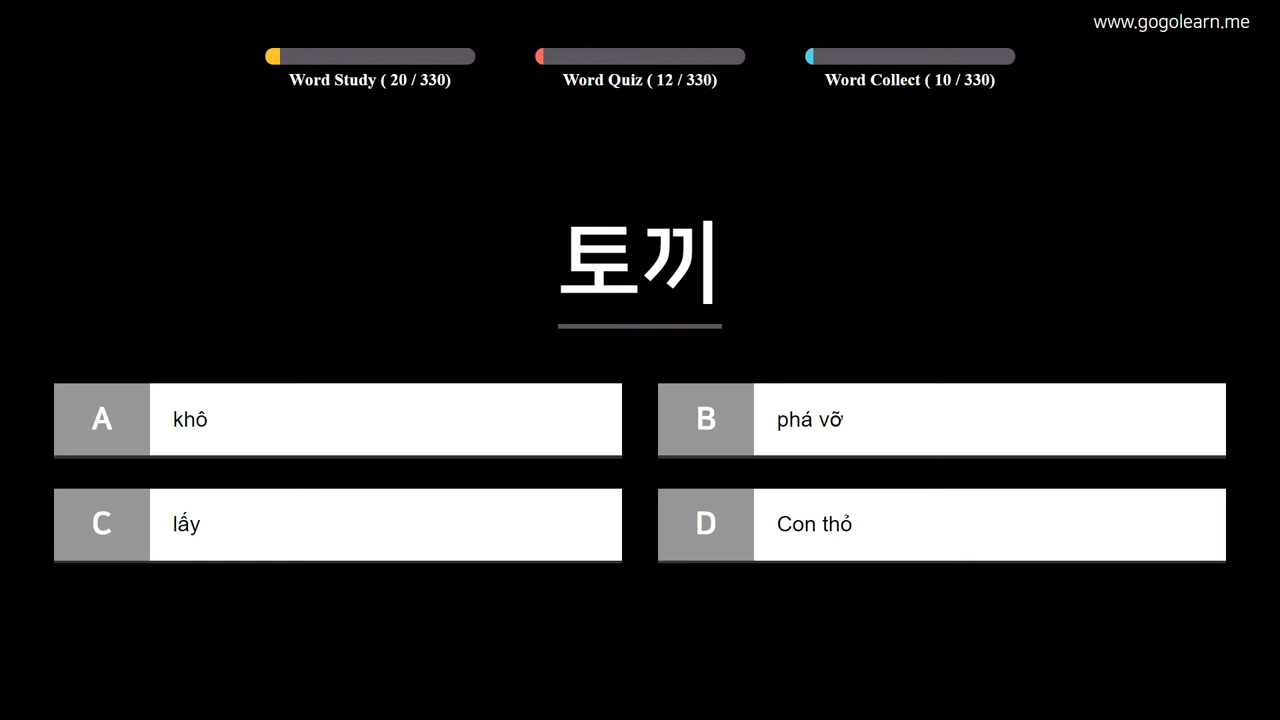 www.gogolearn.me
Word Study ( 20 / 330)
Word Quiz ( 12 / 330)
Word Collect ( 10 / 330)
토끼
A khô
B phá vỡ
C lấy
D Con thỏ